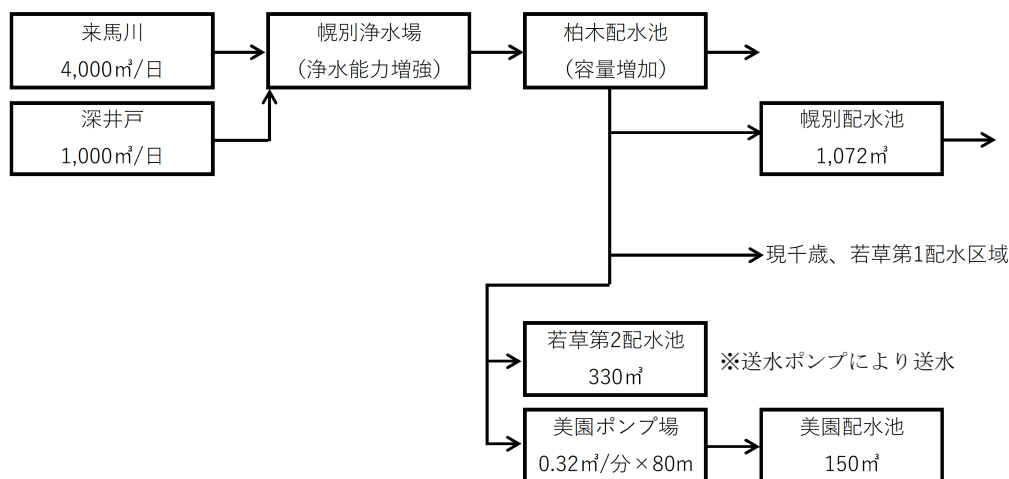 来馬川
4,000㎥/日
幌別浄水場
（浄水能力増強）
柏木配水池
（容量増加）
深井戸
1,000㎥/日
幌別配水池
1,072㎥
現千歳、若草第1配水区域
若草第2配水池
330㎥
※送水ポンプにより送水
美園ポンプ場
0.32㎥/分×80m
美園配水池
150㎥